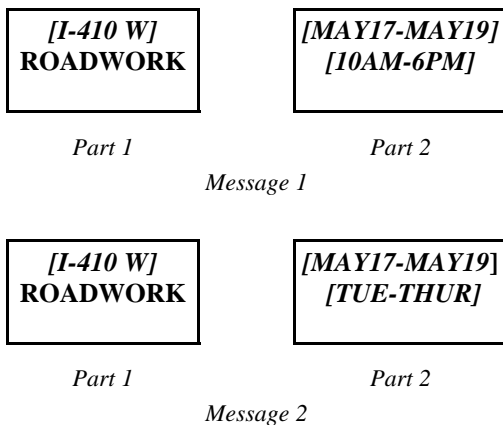 [I-410 W] [MAY17-MAY19]
ROADWORK [10AM-6PM]
Part 1 Part 2
Message 1
[I-410 W] [MAY17-MAY19]
ROADWORK [TUE-THUR]
Part 1 Part 2
Message 2